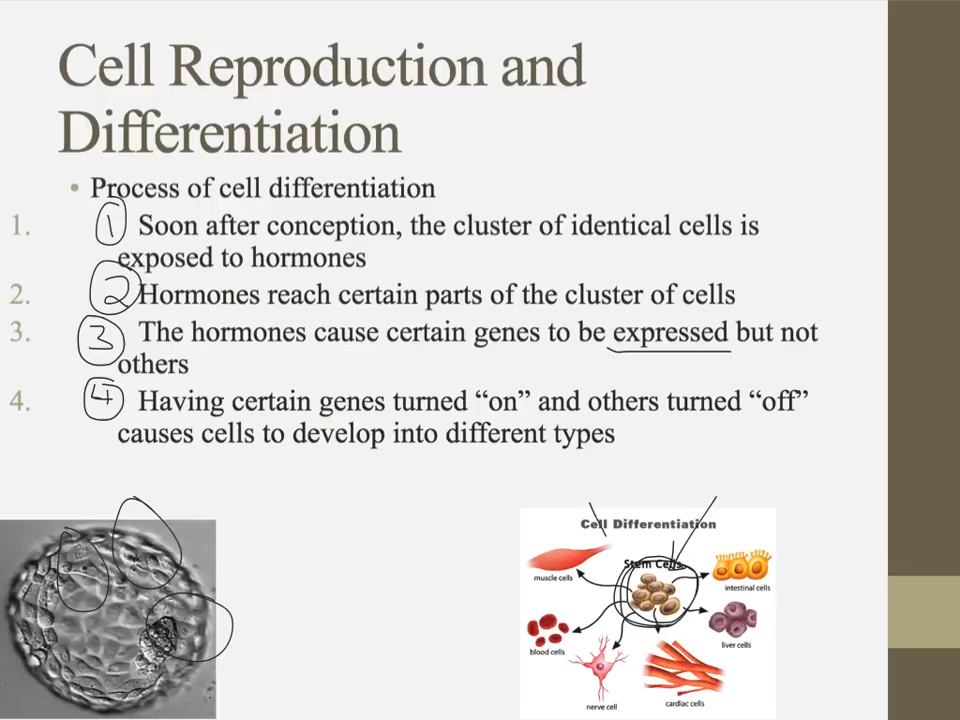 Cell Reproduction and
Differentiation
• Process of cell differentiation
1. 1 Soon after conception, the cluster of identical cells is
exposed to hormones
2. 2 Hormones reach certain parts of the cluster of cells
3. 3 The hormones cause certain genes to be expressed but not
others
4. 4 Having certain genes turned “on” and others turned “off”
causes cells to develop into different types
Cell Differentiation
Stem Cells
muscle cells
intestinal cells
blood cells
liver cells
nerve cell
cardiac cells